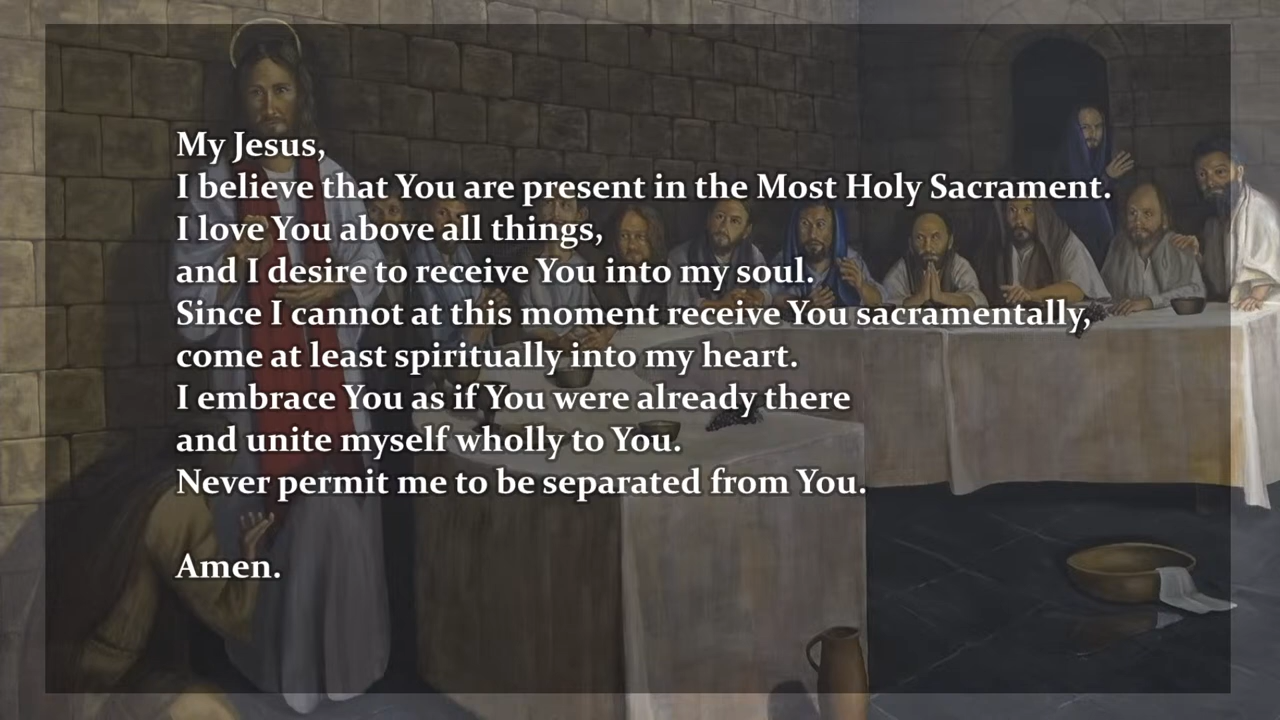 My Jesus,
I believe that You are present in the Most Holy Sacrament.
I love You above all things,
and I desire to receive You into my soul.
Since I cannot at this moment receive You sacramentally,
come at least spiritually into my heart.
I embrace You as if You were already there
and unite myself wholly to You.
Never permit me to be separated from You.
Amen.